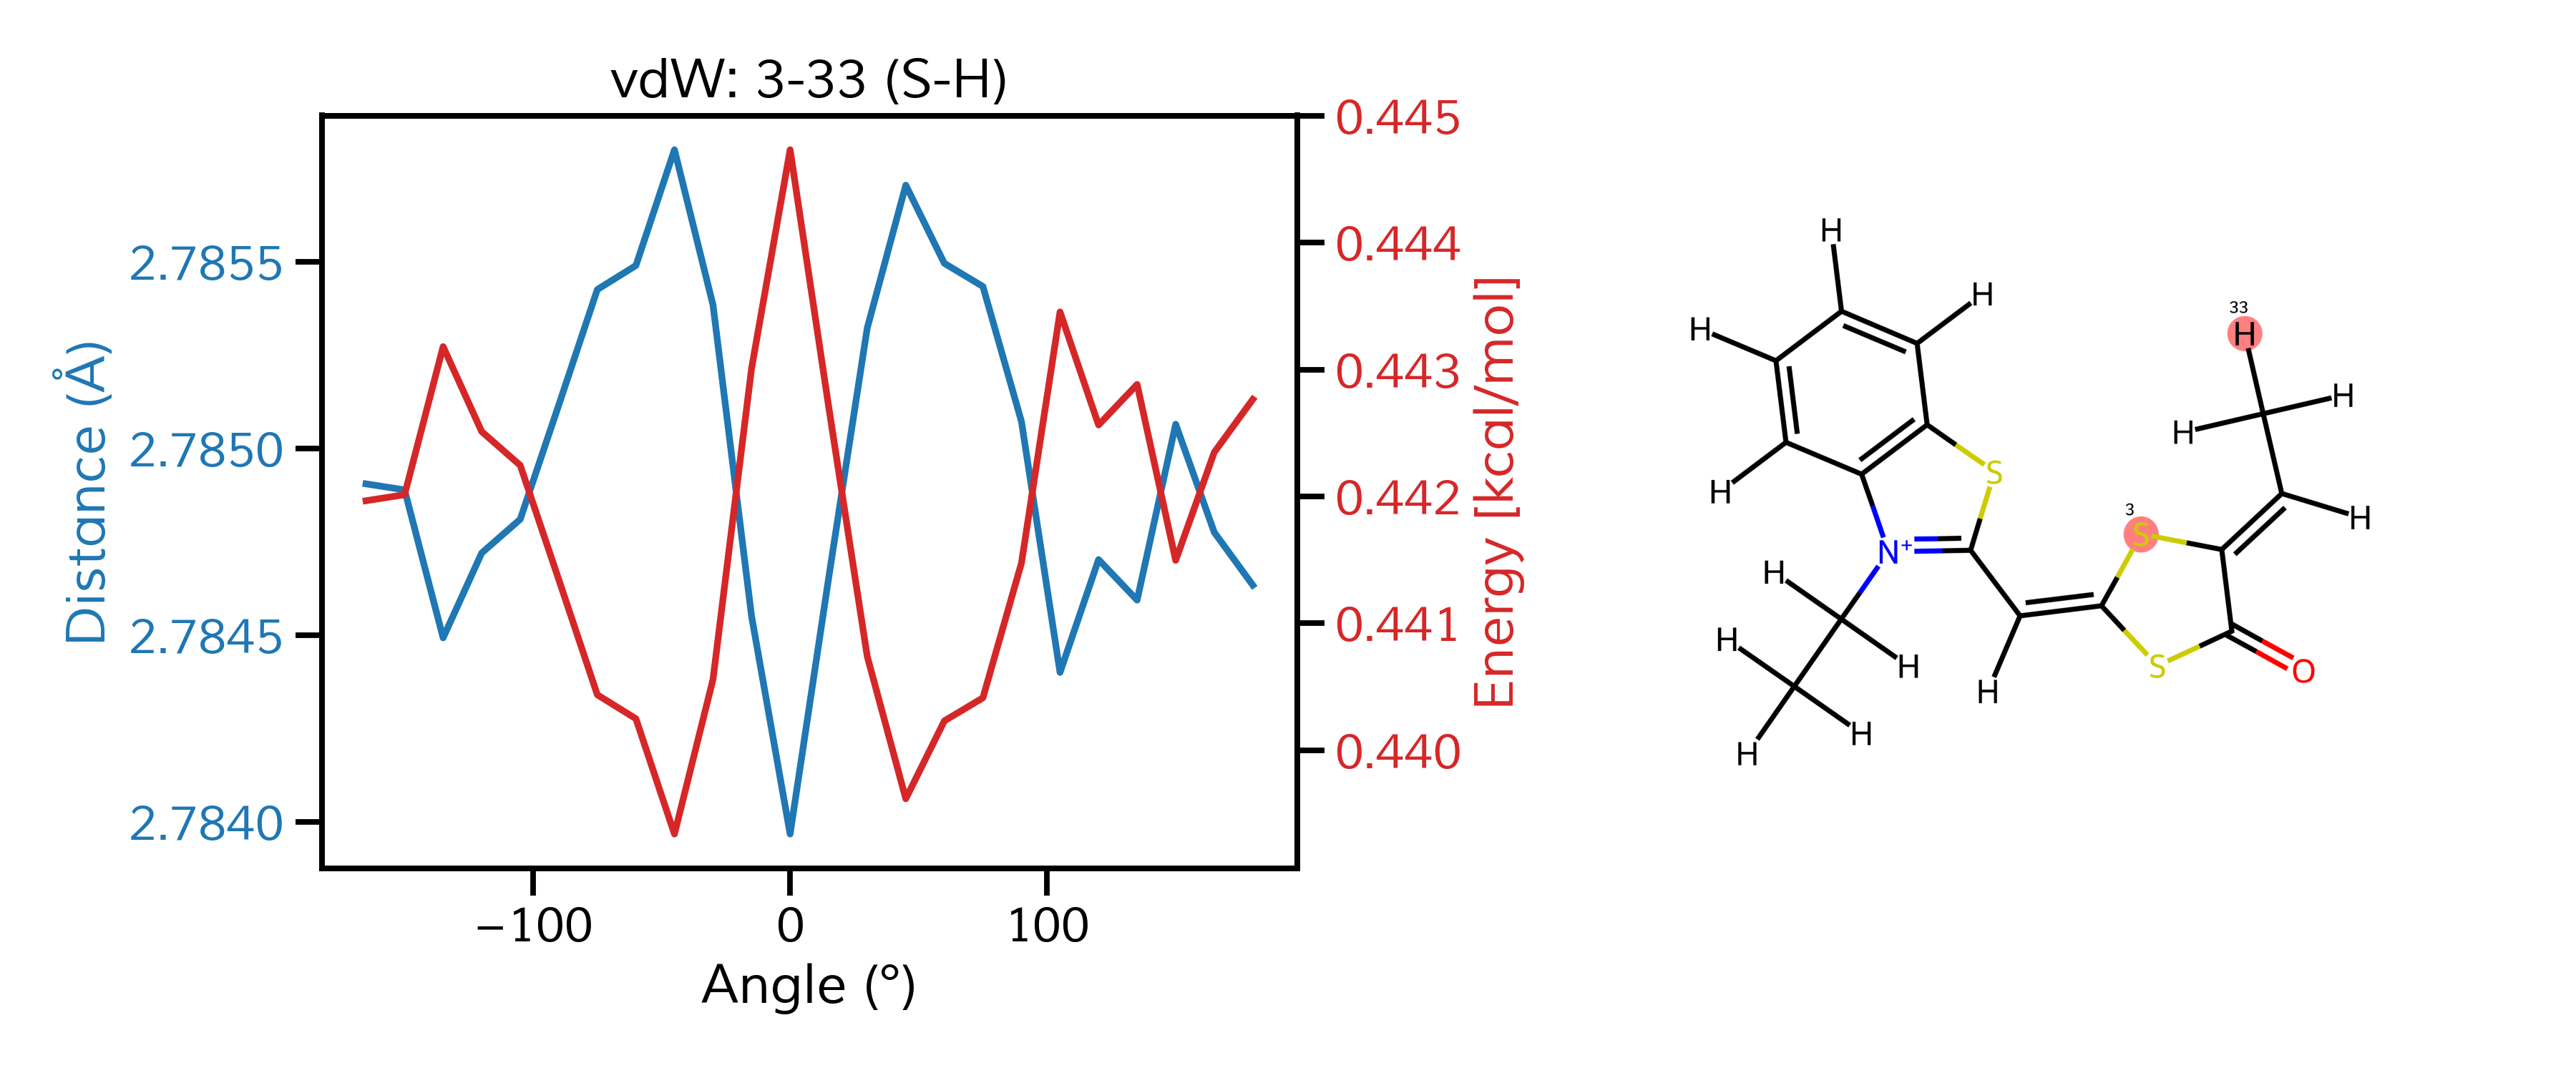 vdW: 3-33 (S-H)
Distance (Å)
2.7855
2.7850
2.7845
2.7840
−100
0
100
Angle (°)
0.445
0.444
0.443
0.442
0.441
0.440
Energy [kcal/mol]
H
H
H
H
S
N+
H
H
H
H
H
H
33
H
H
H
H
3
S
S
O